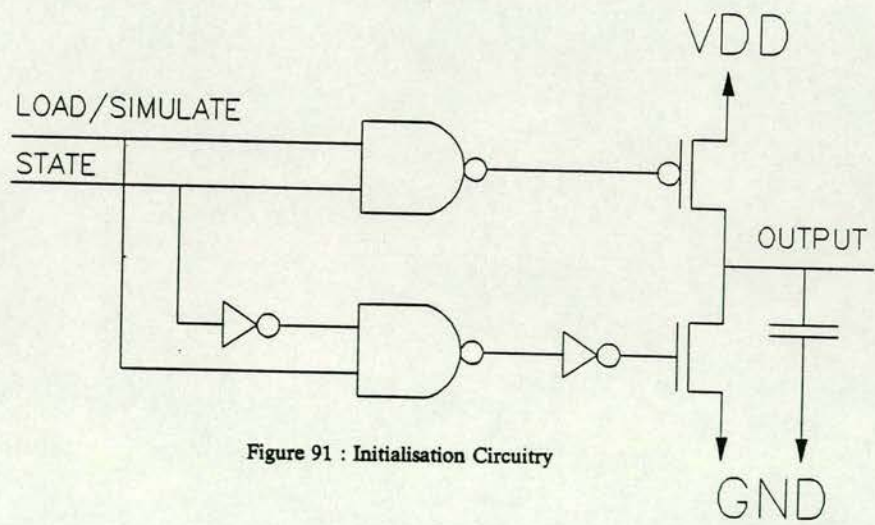 VDD
LOAD/SIMULATE
STATE
OUTPUT
Figure 91 : Initialisation Circuitry
GND